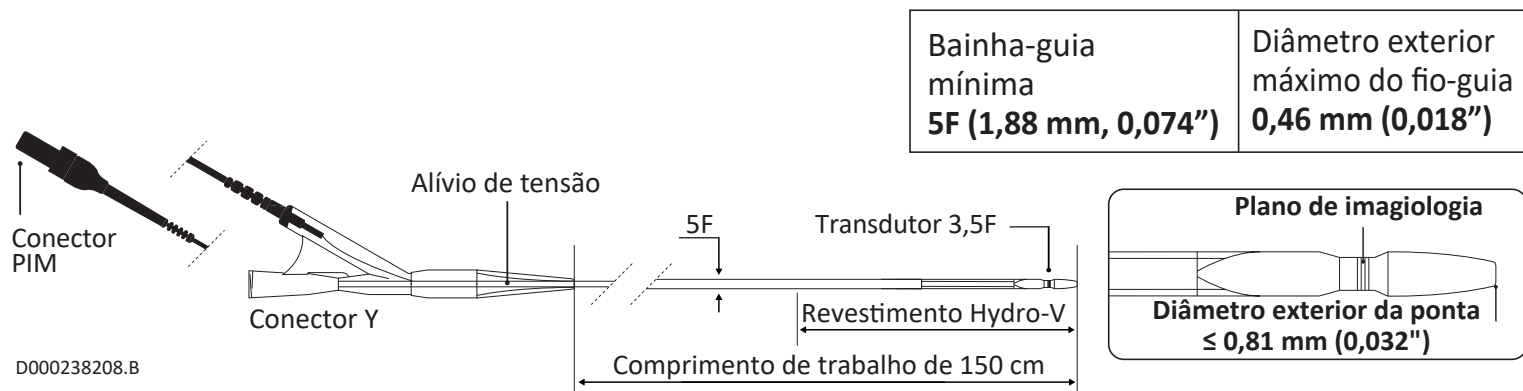 Bainha-guia
mínima
5F (1,88 mm, 0,074”)
Diâmetro exterior
máximo do fio-guia
0,46 mm (0,018”)
Conector
PIM
Alívio de tensão
5F
Transdutor 3,5F
Conector Y
Revestimento Hydro-V
Comprimento de trabalho de 150 cm
Plano de imagiologia
Diâmetro exterior da ponta
≤ 0,81 mm (0,032")
D000238208.B